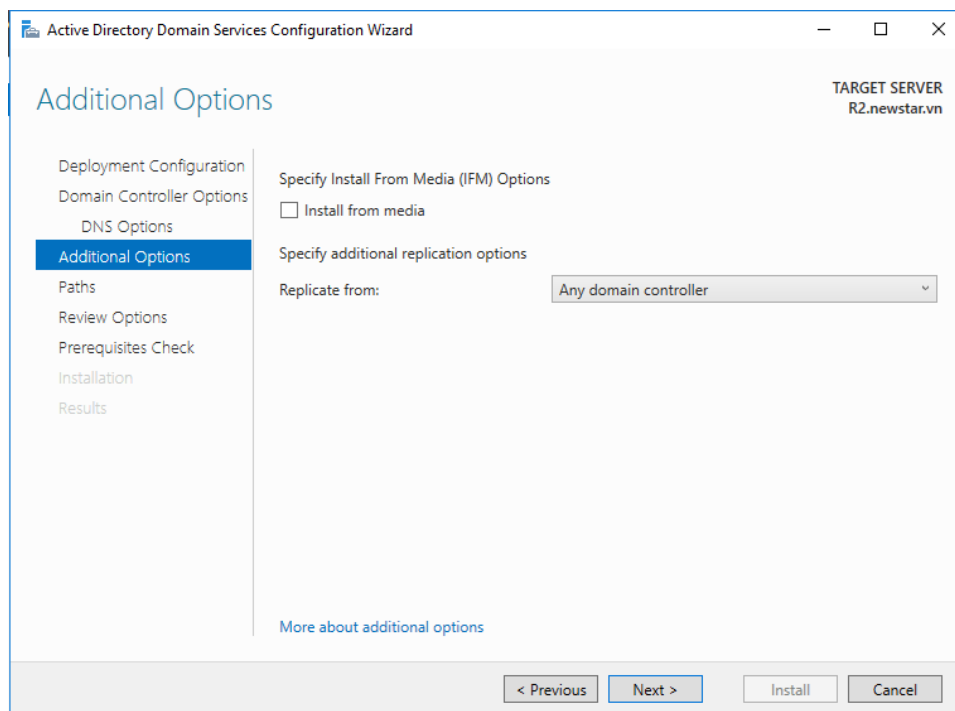 Active Directory Domain Services Configuration Wizard
Additional Options
TARGET SERVER
R2.newstar.vn
Deployment Configuration
Domain Controller Options
DNS Options
Additional Options
Paths
Review Options
Prerequisites Check
Installation
Results
Specify Install From Media (IFM) Options
Install from media
Specify additional replication options
Replicate from:
Any domain controller
More about additional options
< Previous
Next >
Install
Cancel